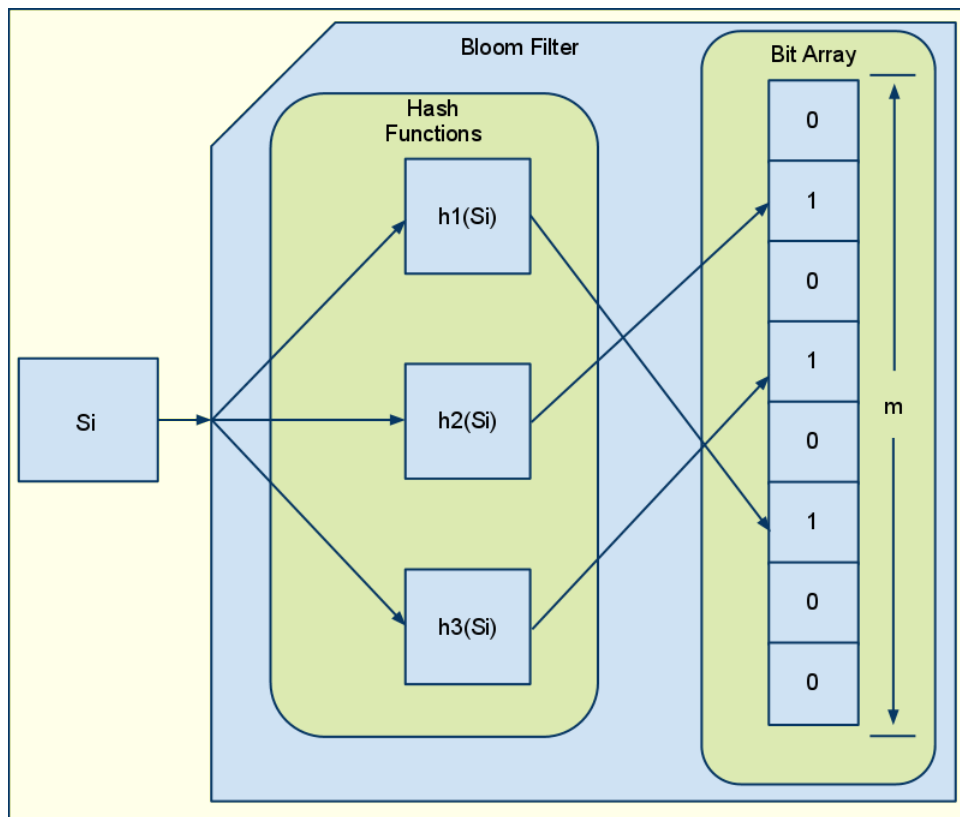 Bloom Filter
Bit Array
Hash
Functions
h1(Si)
h2(Si)
h3(Si)
Si
0
1
0
1
0
1
0
0
m